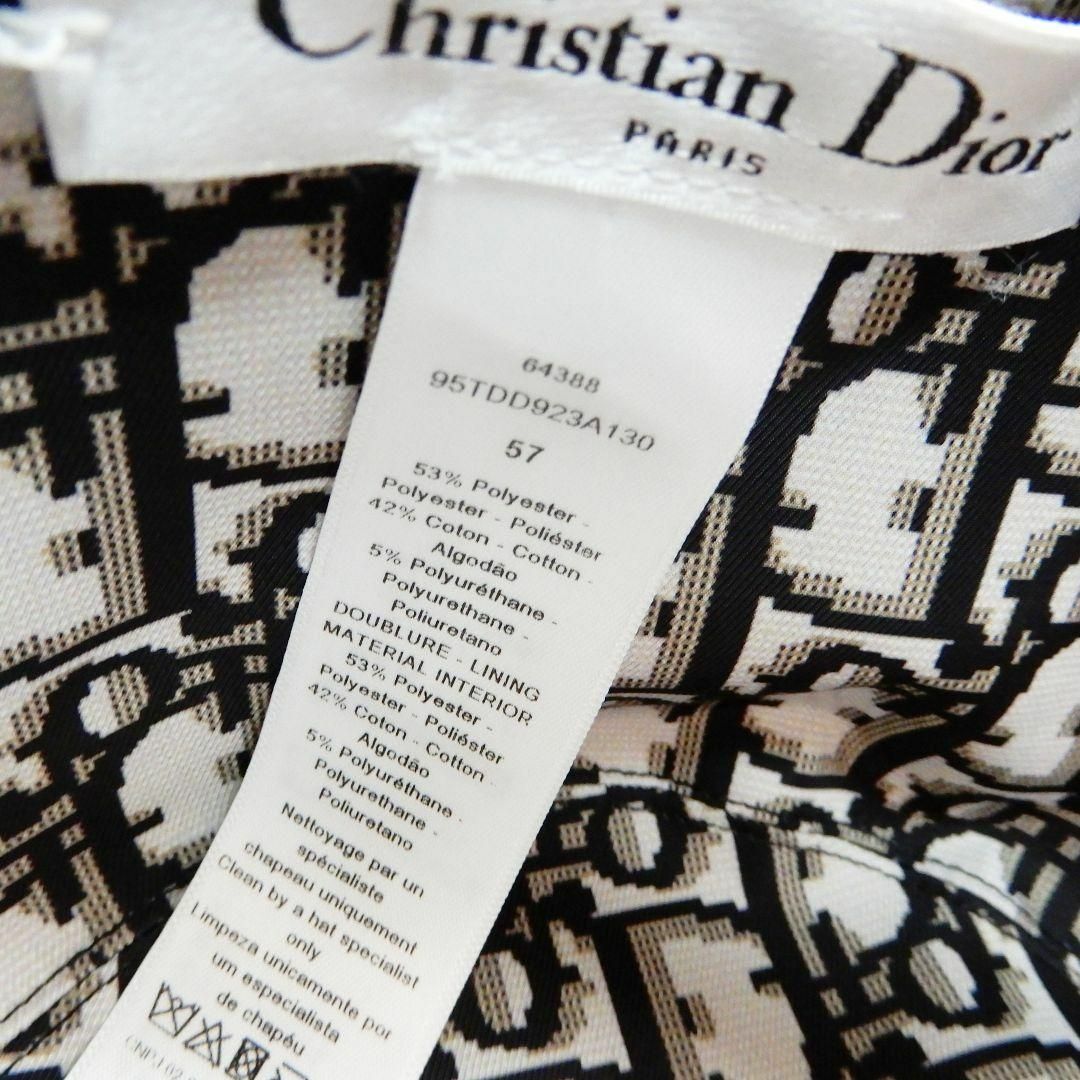 Christian Dior
PARIS
64388
95TDD923A130
57
53% Polyester -
Polyester - Poliéster
42% Coton - Cotton -
Algodão
5% Polyuréthane -
Polyurethane -
Poliuretano
DOUBLURE - LINING
MATERIAL INTERIOR
53% Polyester -
Polyester - Poliéster
42% Coton - Cotton -
Algodão
5% Polyuréthane -
Polyurethane -
Poliuretano
Nettoyage par un
spécialiste
chapeau uniquement
Clean by a hat specialist
only
Limpeza unicamente por
um especialista
de chapéu
CNPJ 02